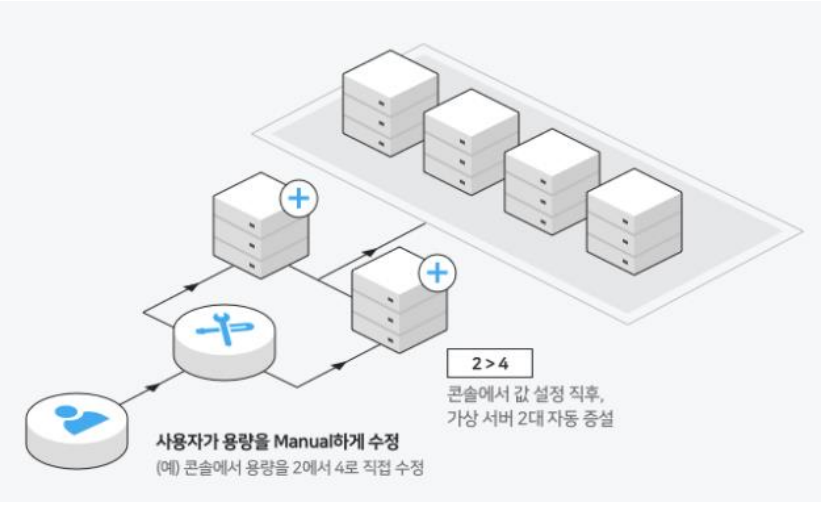 2>4
콘솔에서 값 설정 직후,
가상 서버 2대 자동 증설
사용자가 용량을 Manual하게 수정
(예) 콘솔에서 용량을 2에서 4로 직접 수정